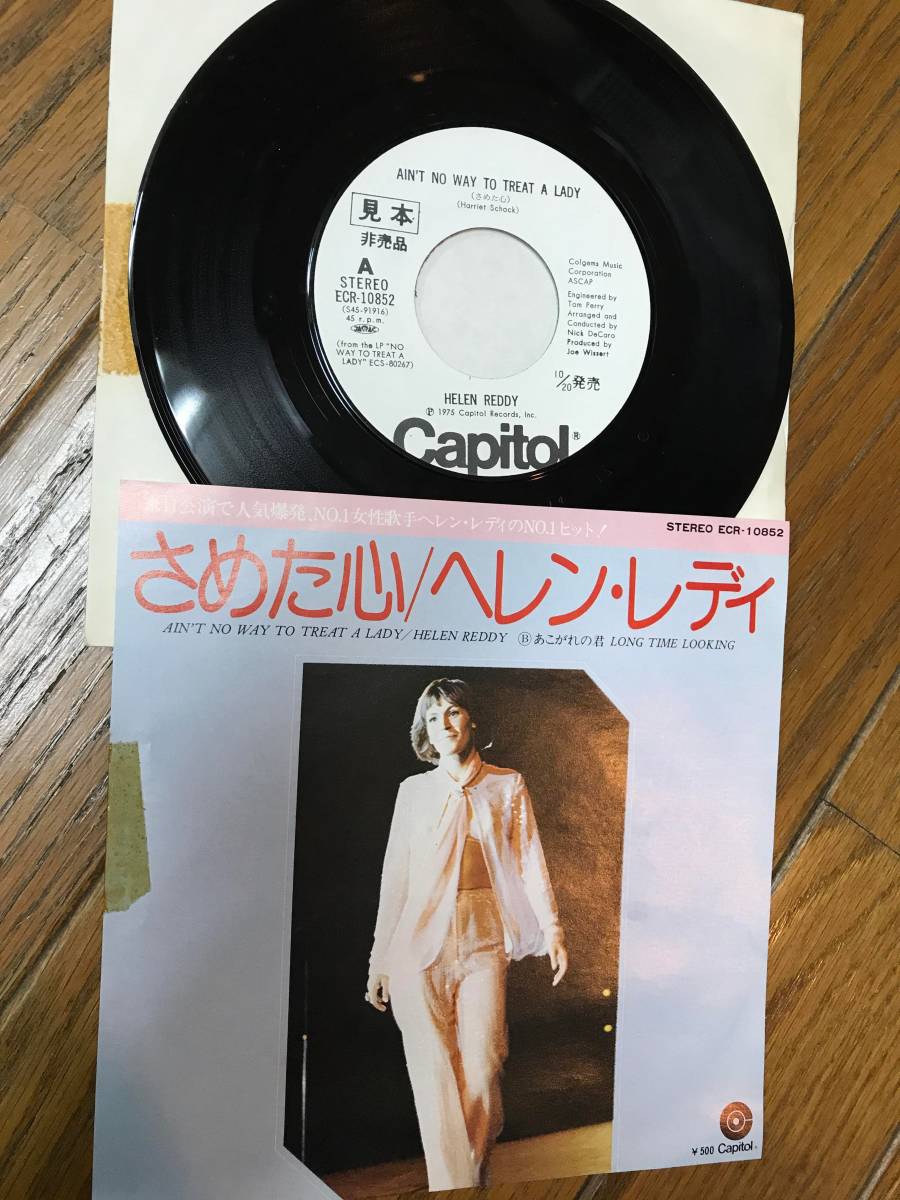 AIN'T NO WAY TO TREAT A LADY
(さめた心)
(Harriet Schock)
見本
非売品
A
STEREO
ECR-10852
(S45-91916)
45 r.p.m.
JASRAC
(from the LP "NO
WAY TO TREAT A
LADY" ECS-80267)
Colgems Music
Corporation
ASCAP
Engineered by
Tom Perry
Arranged and
Conducted by
Nick DeCaro
Produced by
Joe Wissert
10/20発売
HELEN REDDY
Ⓟ 1975 Capitol Records, Inc.
Capitol®
来日公演で人気爆発、NO.1女性歌手ヘレン・レディのNO.1ヒット!
STEREO ECR-10852
さめた心/ヘレン・レディ
AIN'T NO WAY TO TREAT A LADY/HELEN REDDY Ⓑあこがれの君 LONG TIME LOOKING
¥500 Capitol®